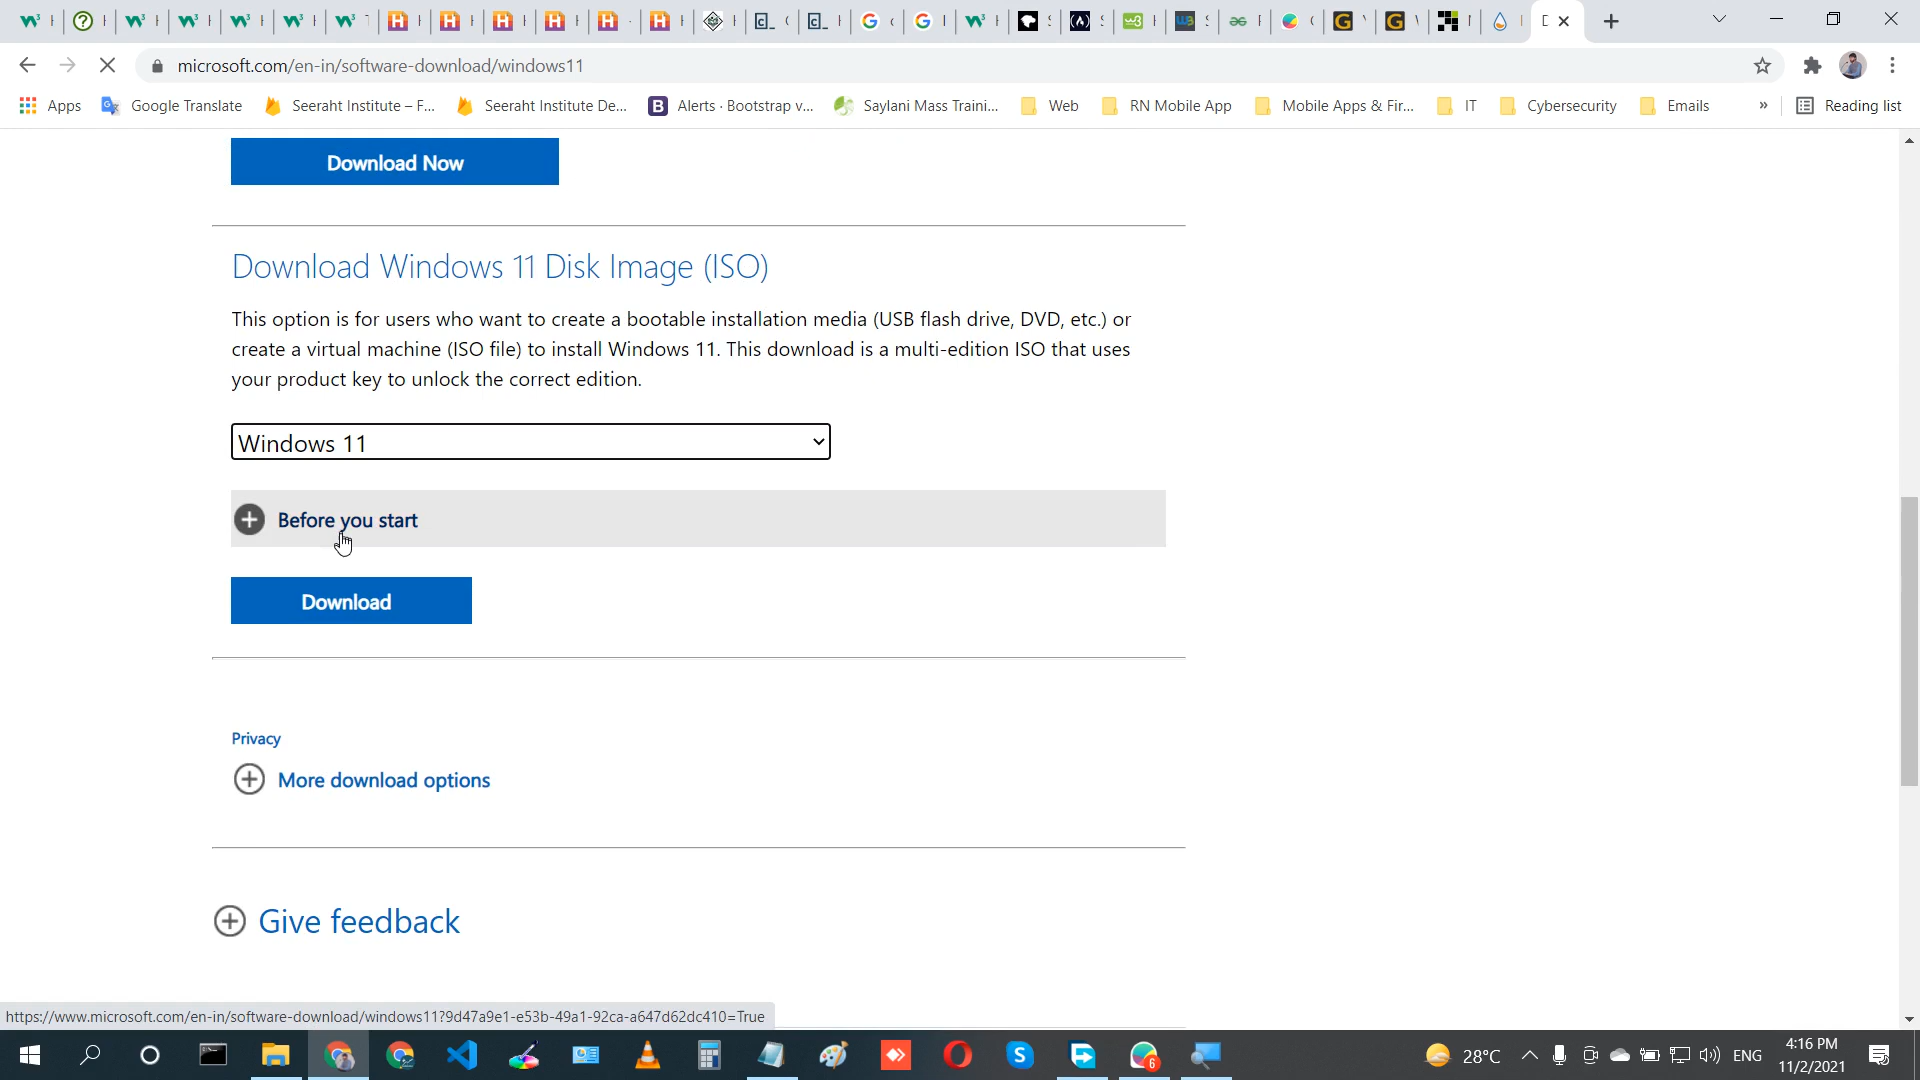 microsoft.com/en-in/software-download/windows11
Apps
Google Translate
Seeraht Institute – F...
Seeraht Institute De...
Alerts · Bootstrap v...
Saylani Mass Traini...
Web
RN Mobile App
Mobile Apps & Fir...
IT
Cybersecurity
Emails
»
Reading list
Download Now
Download Windows 11 Disk Image (ISO)
This option is for users who want to create a bootable installation media (USB flash drive, DVD, etc.) or
create a virtual machine (ISO file) to install Windows 11. This download is a multi-edition ISO that uses
your product key to unlock the correct edition.
Windows 11
Before you start
Download
Privacy
More download options
Give feedback
https://www.microsoft.com/en-in/software-download/windows11?9d47a9e1-e53b-49a1-92ca-a647d62dc410=True
6
28°C
ENG
4:16 PM
11/2/2021